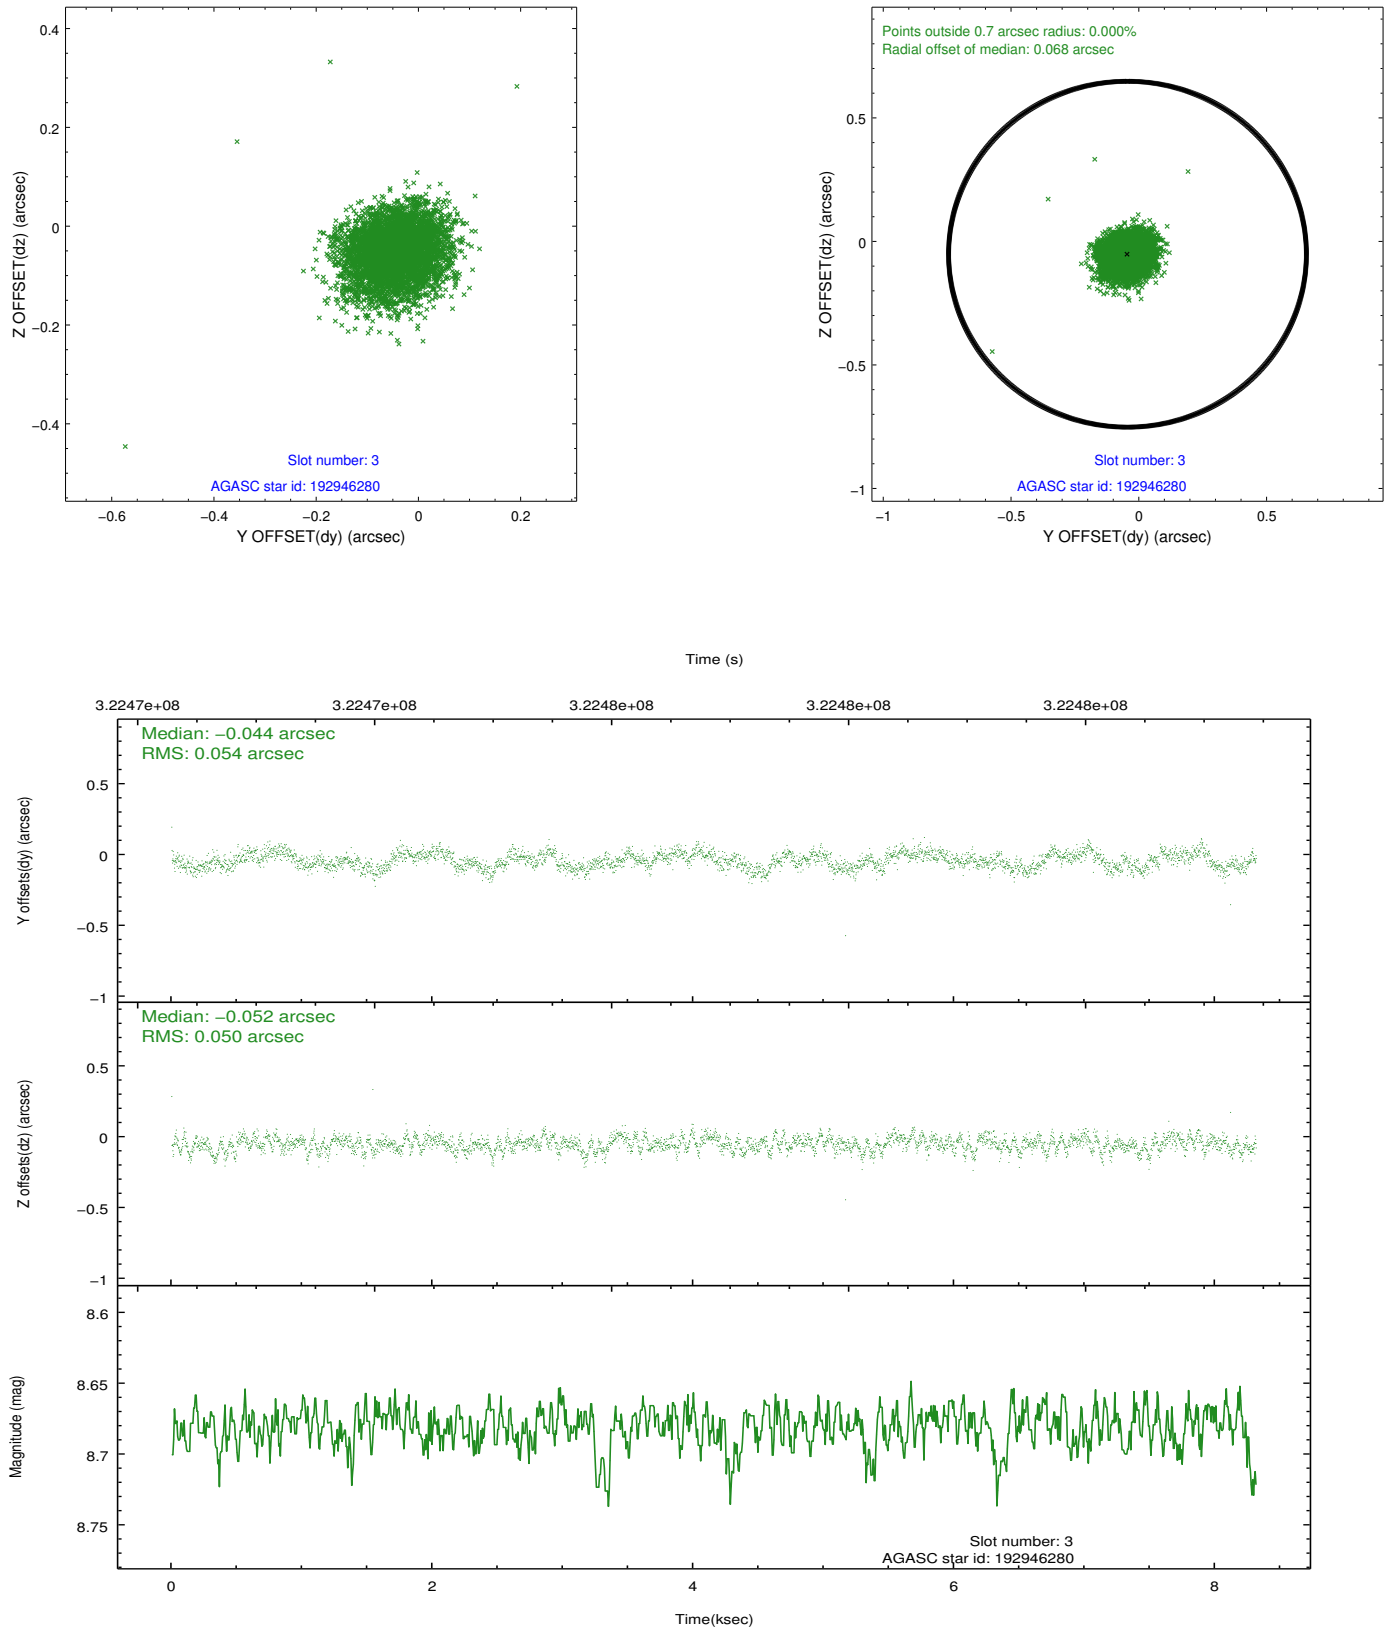 0.4
0.2
0
−0.2
−0.4
Z OFFSET(dz) (arcsec)
Slot number: 3
AGASC star id: 192946280
−0.6 −0.4 −0.2 0 0.2
Y OFFSET(dy) (arcsec)
Points outside 0.7 arcsec radius: 0.000%
Radial offset of median: 0.068 arcsec
0.5
0
−0.5
−1
Z OFFSET(dz) (arcsec)
Slot number: 3
AGASC star id: 192946280
−1 −0.5 0 0.5
Y OFFSET(dy) (arcsec)
Time (s)
3.2247e+08 3.2247e+08 3.2248e+08 3.2248e+08 3.2248e+08
Median: −0.044 arcsec
RMS: 0.054 arcsec
0.5
0
−0.5
−1
Y offsets(dy) (arcsec)
Median: −0.052 arcsec
RMS: 0.050 arcsec
0.5
0
−0.5
−1
Z offsets(dz) (arcsec)
8.6
8.65
8.7
8.75
Magnitude (mag)
Slot number: 3
AGASC star id: 192946280
0 2 4 6 8
Time(ksec)